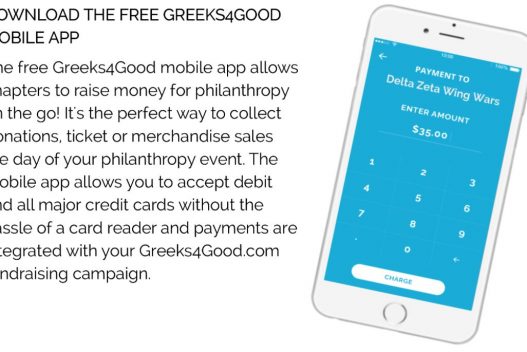 OWNLOAD THE FREE GREEKS4GOOD
OBILE APP
he free Greeks4Good mobile app allows
hapters to raise money for philanthropy
n the go! It's the perfect way to collect
onations, ticket or merchandise sales
e day of your philanthropy event. The
obile app allows you to accept debit
nd all major credit cards without the
assle of a card reader and payments are
tegrated with your Greeks4Good.com
ndraising campaign.
PAYMENT TO
Delta Zeta Wing Wars
ENTER AMOUNT
$35.00
1 2 3
4 5 6
7 8 9
. 0 ←
CHARGE